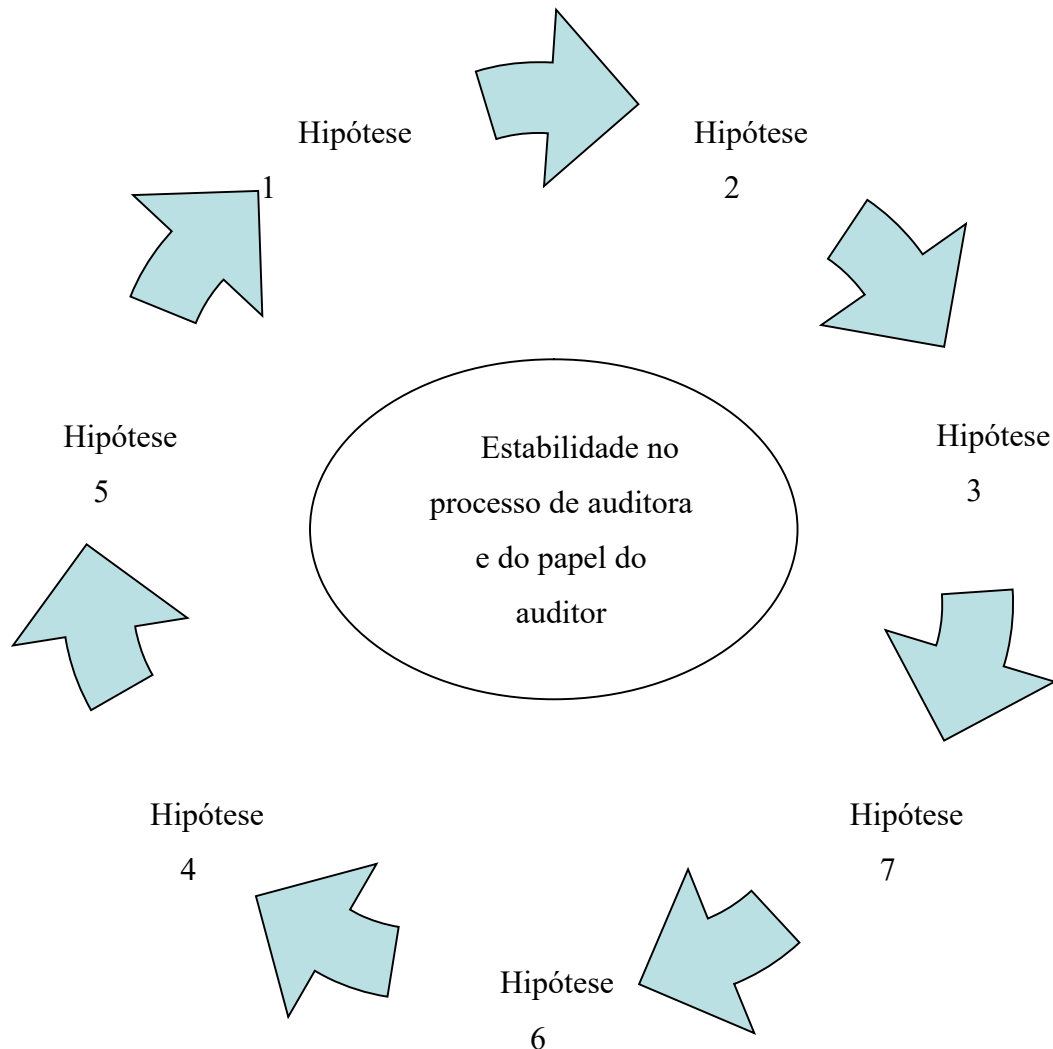 Hipótese
1
Hipótese
2
Hipótese
3
Hipótese
7
Hipótese
6
Hipótese
4
Hipótese
5
Estabilidade no
processo de auditora
e do papel do
auditor